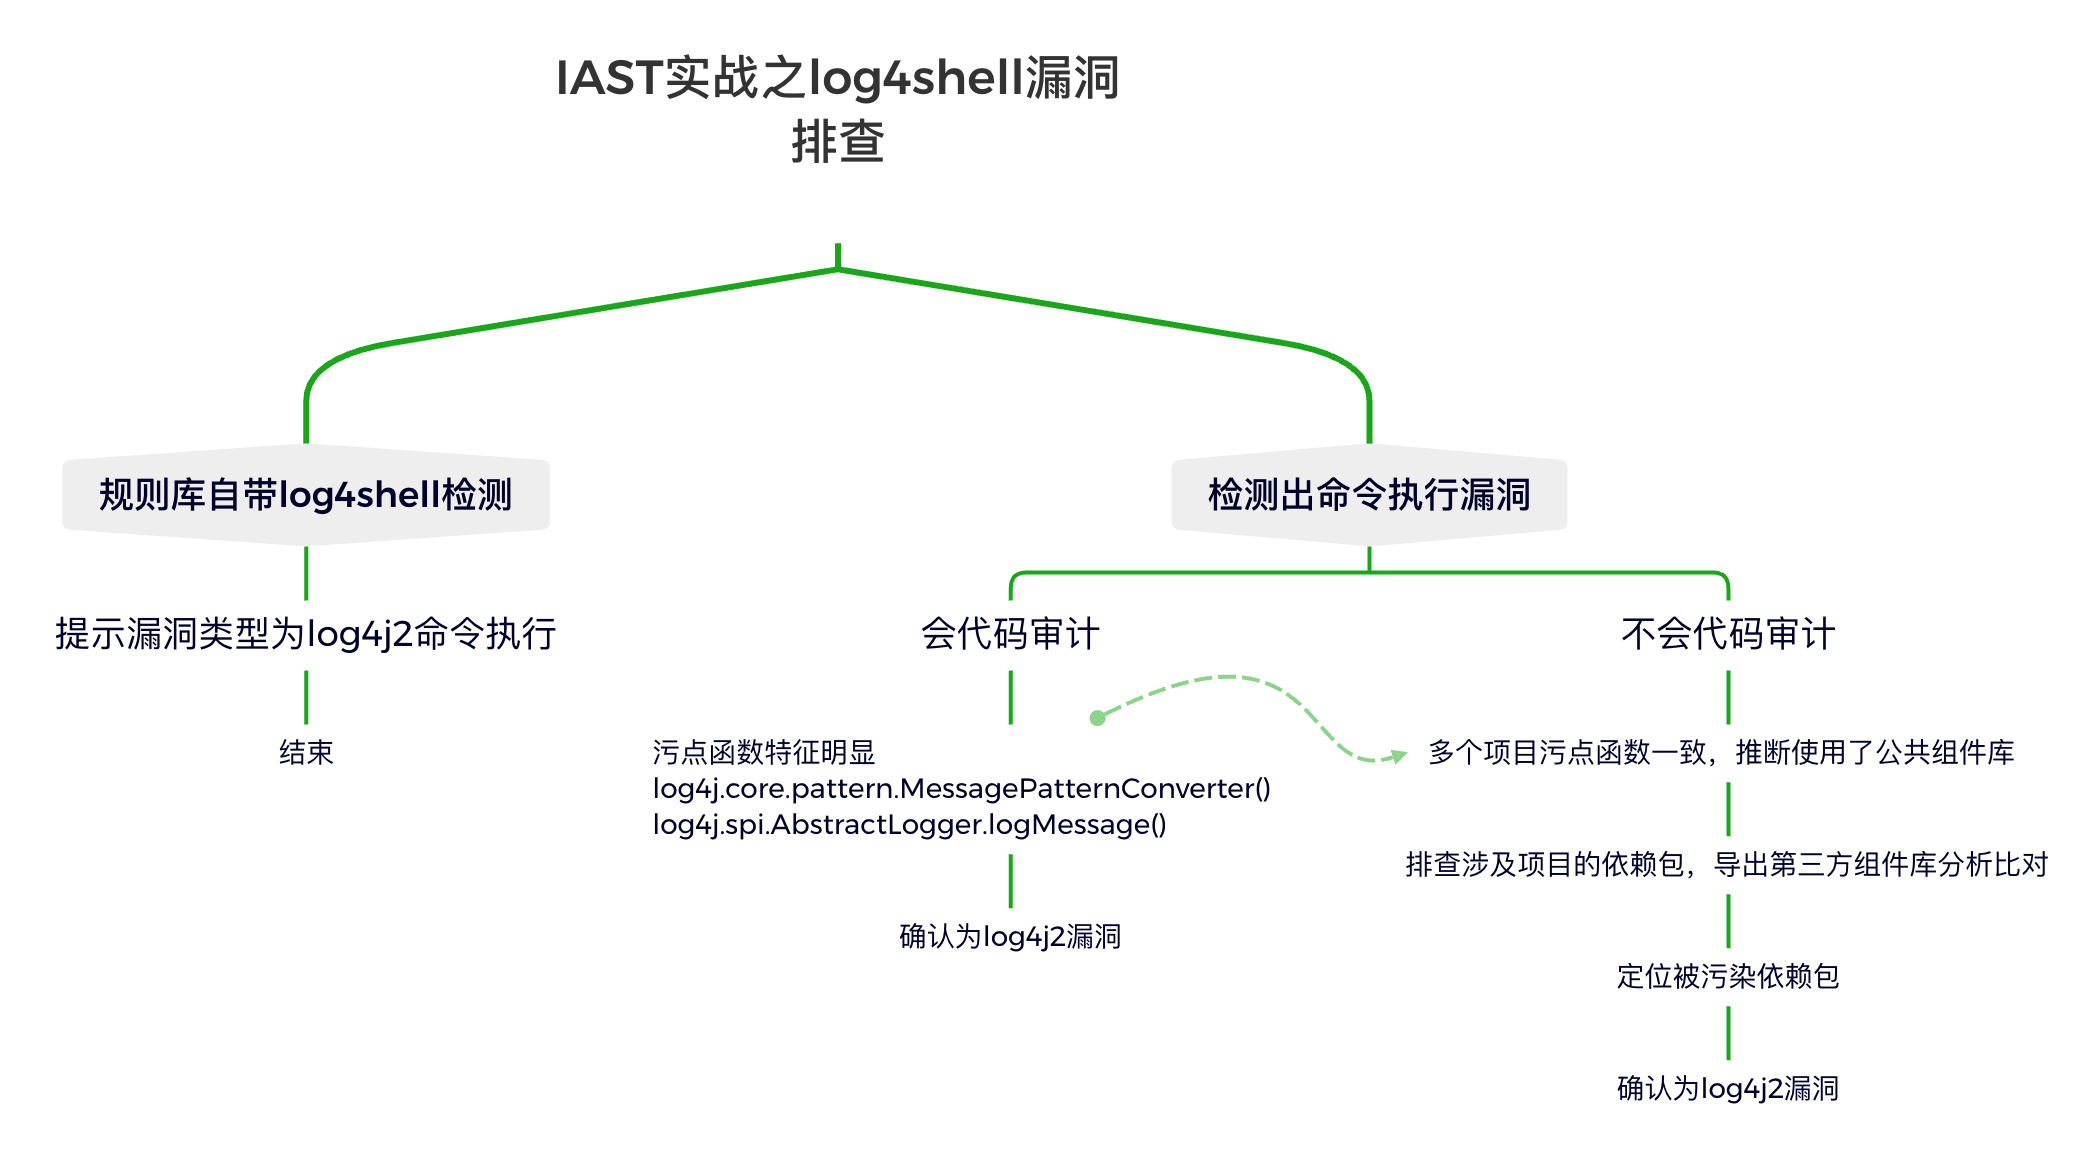 IAST实战之log4shell漏洞
排查
规则库自带log4shell检测
提示漏洞类型为log4j2命令执行
结束
检测出命令执行漏洞
会代码审计
污点函数特征明显
log4j.core.pattern.MessagePatternConverter()
log4j.spi.AbstractLogger.logMessage()
确认为log4j2漏洞
不会代码审计
多个项目污点函数一致，推断使用了公共组件库
排查涉及项目的依赖包，导出第三方组件库分析比对
定位被污染依赖包
确认为log4j2漏洞